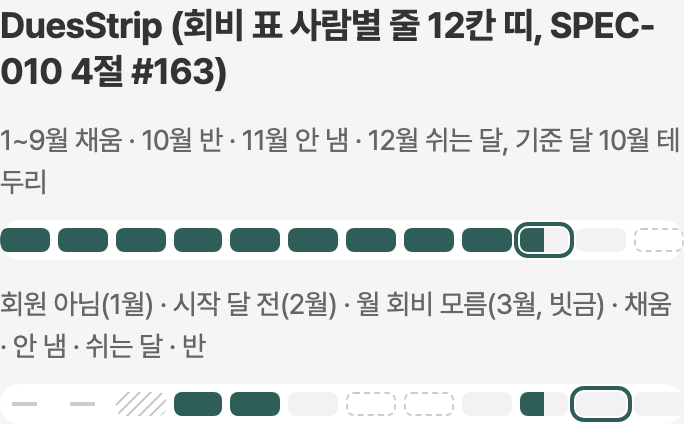 DuesStrip (회비 표 사람별 줄 12칸 띠, SPEC-
010 4절 #163)
1~9월 채움 · 10월 반 · 11월 안 냄 · 12월 쉬는 달, 기준 달 10월 테
두리
회원 아님(1월) · 시작 달 전(2월) · 월 회비 모름(3월, 빗금) · 채움
· 안 냄 · 쉬는 달 · 반